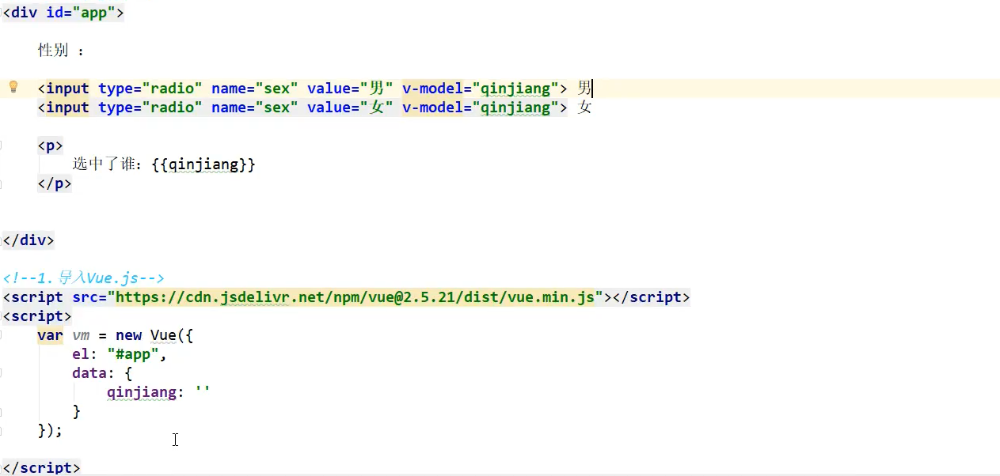 <div id="app">
性别 ：
<input type="radio" name="sex" value="男" v-model="qinjiang"> 男
<input type="radio" name="sex" value="女" v-model="qinjiang"> 女
<p>
选中了谁：{{qinjiang}}
</p>
</div>
<!--1.导入Vue.js-->
<script src="https://cdn.jsdelivr.net/npm/vue@2.5.21/dist/vue.min.js"></script>
<script>
var vm = new Vue({
el: "#app",
data: {
qinjiang: ''
}
});
</script>